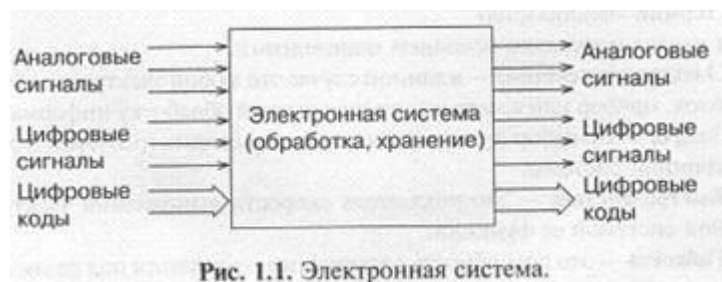 Аналоговые
сигналы
Цифровые
сигналы
Цифровые
коды
Электронная система
(обработка, хранение)
Аналоговые
сигналы
Цифровые
сигналы
Цифровые
коды
Рис. 1.1. Электронная система.